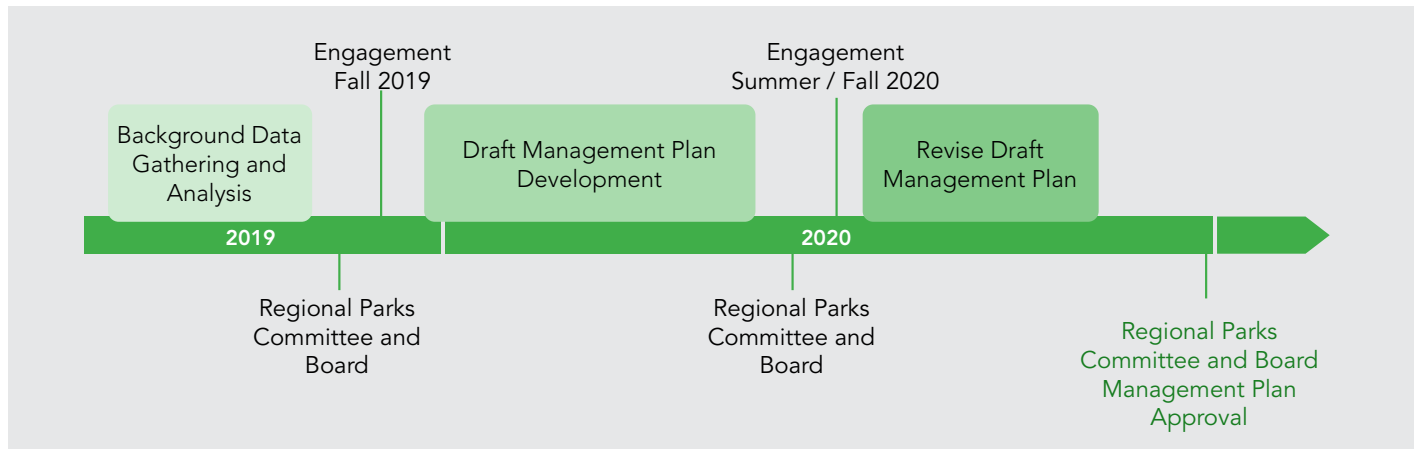 Engagement
Fall 2019
Engagement
Summer / Fall 2020
Background Data
Gathering and
Analysis
Draft Management Plan
Development
Revise Draft
Management Plan
2019
2020
Regional Parks
Committee and
Board
Regional Parks
Committee and
Board
Regional Parks
Committee and Board
Management Plan
Approval